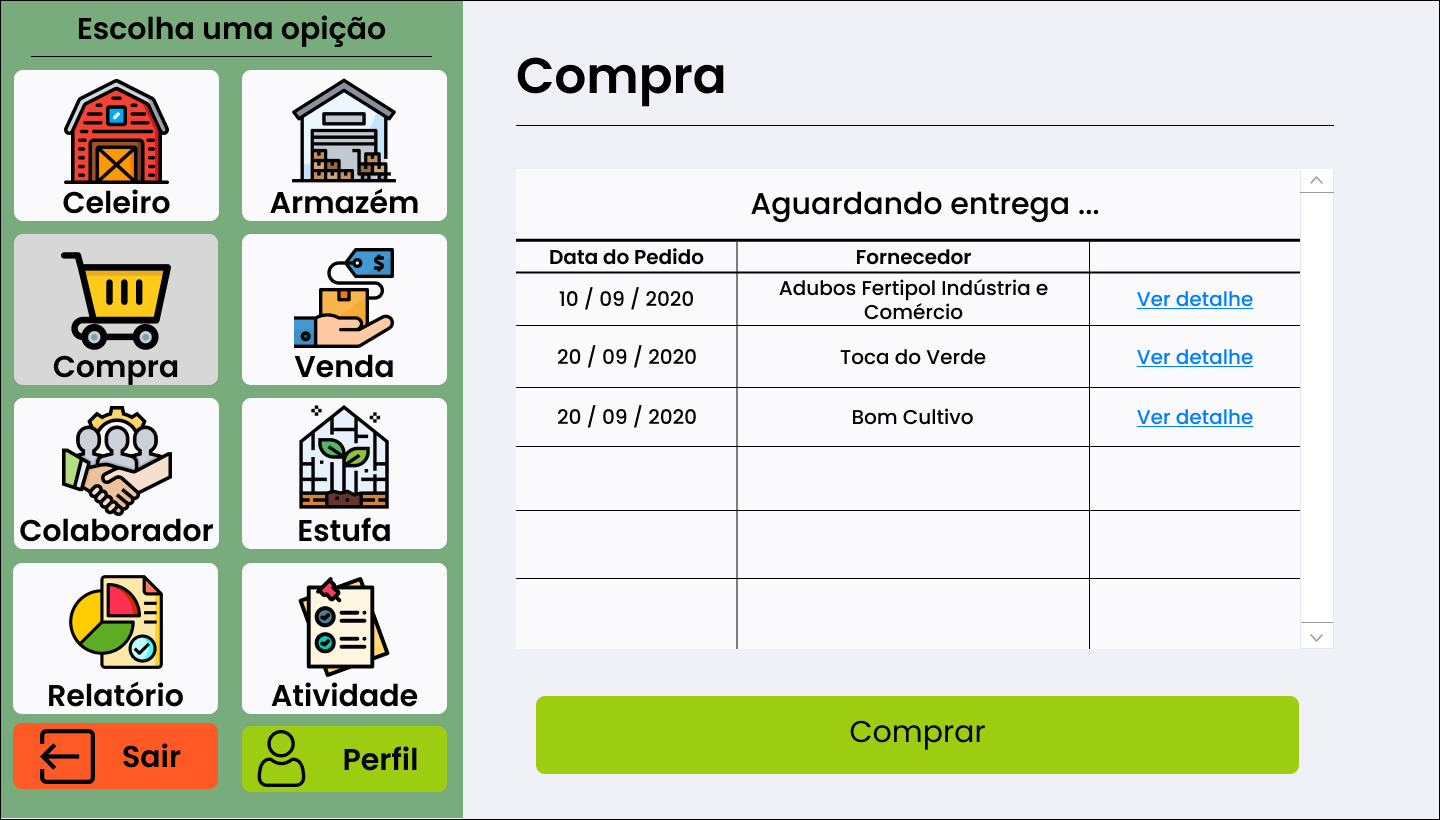 Escolha uma opção
Celeiro
Armazém
Compra
Venda
Colaborador
Estufa
Relatório
Atividade
Sair
Perfil
Compra
Aguardando entrega ...
Data do Pedido
Fornecedor
10 / 09 / 2020
Adubos Fertipol Indústria e
Comércio
Ver detalhe
20 / 09 / 2020
Toca do Verde
Ver detalhe
20 / 09 / 2020
Bom Cultivo
Ver detalhe
Comprar